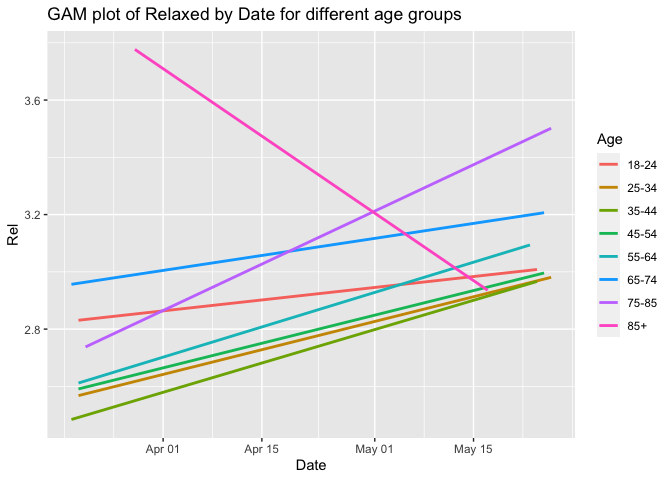 GAM plot of Relaxed by Date for different age groups
3.6
3.2
2.8
Rel
Apr 01
Apr 15
May 01
May 15
Date
Age
18-24
25-34
35-44
45-54
55-64
65-74
75-85
85+